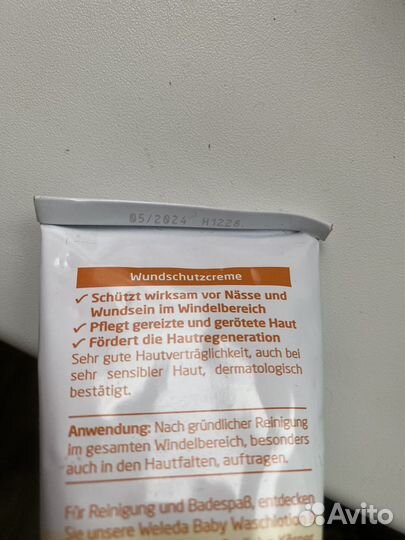 05/2024 H1226
Wundschutzcreme
✓ Schützt wirksam vor Nässe und
Wundsein im Windelbereich
✓ Pflegt gereizte und gerötete Haut
✓ Fördert die Hautregeneration
Sehr gute Hautverträglichkeit, auch bei
sehr sensibler Haut, dermatologisch
bestätigt.
Anwendung: Nach gründlicher Reinigung
im gesamten Windelbereich, besonders
auch in den Hautfalten, auftragen.
Für Reinigung und Badespaß, entdecken
Sie unsere Weleda Baby Waschlotion
Avito